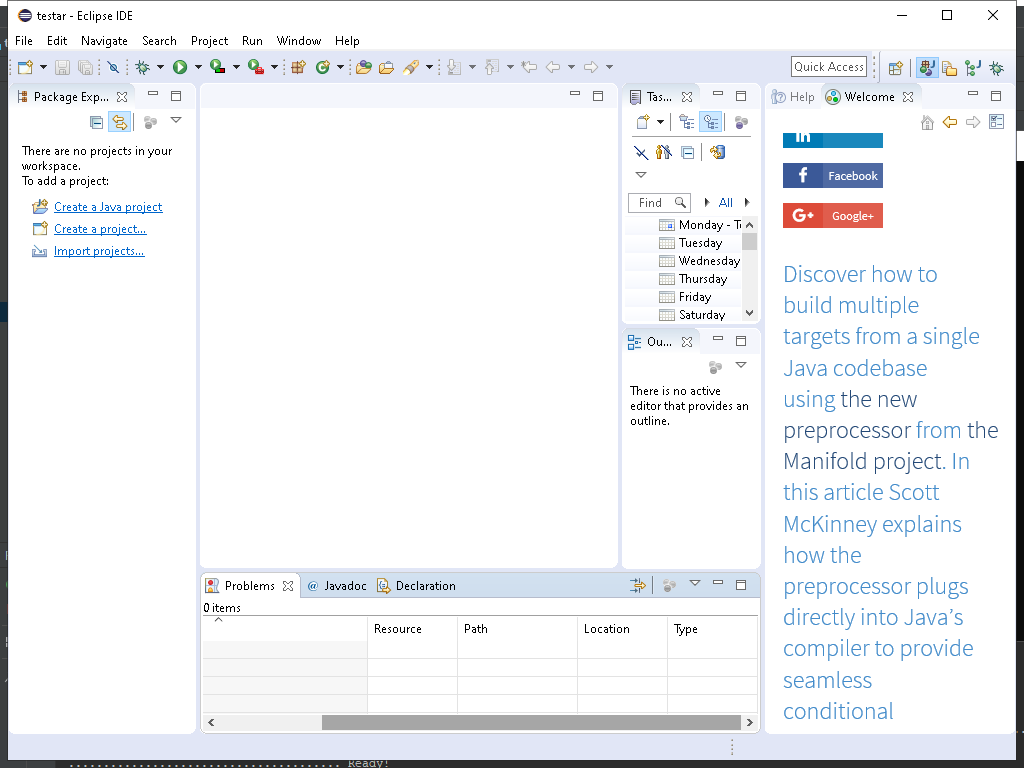 testar - Eclipse IDE
File Edit Navigate Search Project Run Window Help
Quick Access
Package Exp...
There are no projects in your
workspace.
To add a project:
Create a Java project
Create a project...
Import projects...
Tas...
Find
All
Monday - T
Tuesday
Wednesday
Thursday
Friday
Saturday
Ou...
There is no active
editor that provides an
outline.
Help
Welcome
in
f Facebook
G+ Google+
Discover how to
build multiple
targets from a single
Java codebase
using the new
preprocessor from the
Manifold project. In
this article Scott
McKinney explains
how the
preprocessor plugs
directly into Java’s
compiler to provide
seamless
conditional
Problems @ Javadoc Declaration
0 items
Resource Path Location Type
Ready!